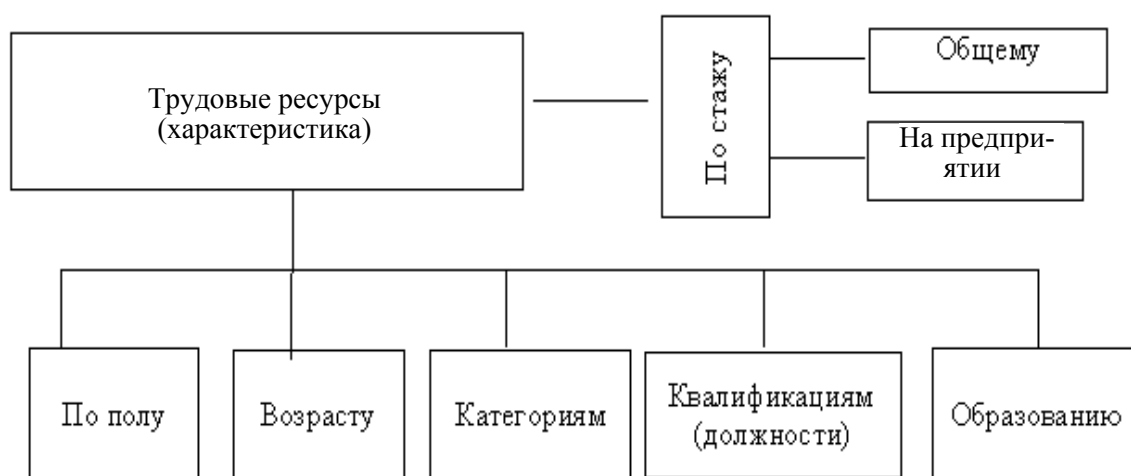 Трудовые ресурсы
(характеристика)
По стажу
Общему
На предпри-
ятии
По полу
Возрасту
Категориям
Квалификациям
(должности)
Образованию